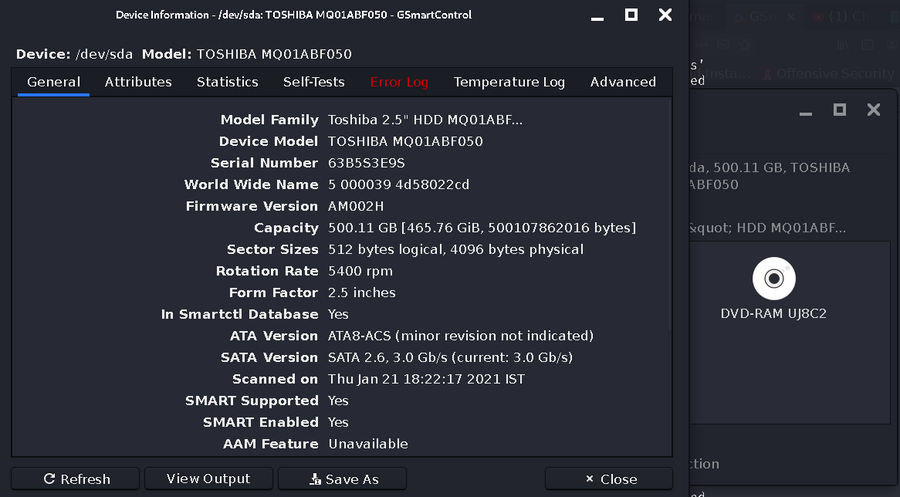 Device Information - /dev/sda: TOSHIBA MQ01ABF050 - GSmartControl
Device: /dev/sda Model: TOSHIBA MQ01ABF050
General Attributes Statistics Self-Tests Error Log Temperature Log Advanced
Model Family Toshiba 2.5" HDD MQ01ABF...
Device Model TOSHIBA MQ01ABF050
Serial Number 63B5S3E9S
World Wide Name 5 000039 4d58022cd
Firmware Version AM002H
Capacity 500.11 GB [465.76 GiB, 500107862016 bytes]
Sector Sizes 512 bytes logical, 4096 bytes physical
Rotation Rate 5400 rpm
Form Factor 2.5 inches
In Smartctl Database Yes
ATA Version ATA8-ACS (minor revision not indicated)
SATA Version SATA 2.6, 3.0 Gb/s (current: 3.0 Gb/s)
Scanned on Thu Jan 21 18:22:17 2021 IST
SMART Supported Yes
SMART Enabled Yes
AAM Feature Unavailable
Refresh View Output Save As Close
s’
ed
Offensive Security
da, 500.11 GB, TOSHIBA
ABF050
&quot; HDD MQ01ABF...
DVD-RAM UJ8C2
ction
ed